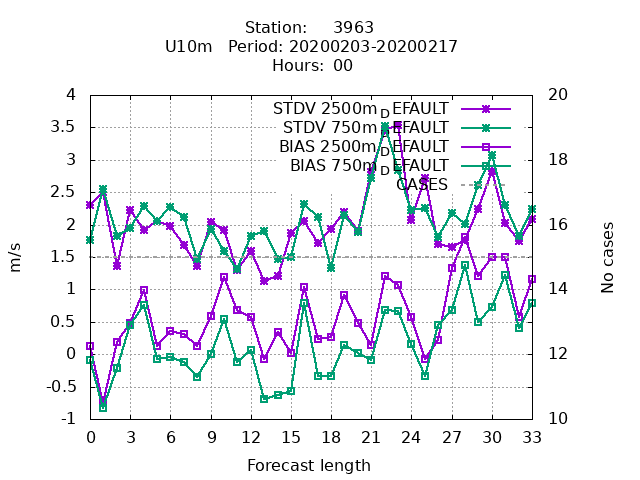 Station: 3963
U10m Period: 20200203-20200217
Hours: 00
STDV 2500m_DEFAULT
STDV 750m_DEFAULT
BIAS 2500m_DEFAULT
BIAS 750m_DEFAULT
CASES
4
3.5
3
2.5
2
1.5
1
0.5
0
-0.5
-1
20
18
16
14
12
10
m/s
No cases
0 3 6 9 12 15 18 21 24 27 30 33
Forecast length